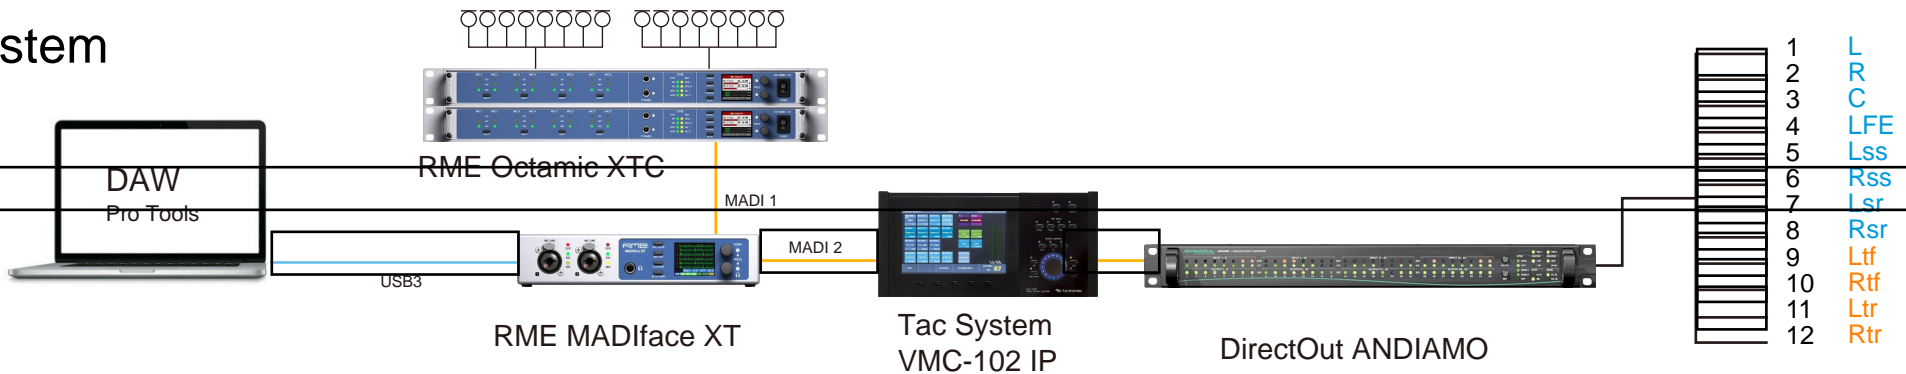 stem
RME Octamic XTC
DAW
Pro Tools
MADI 1
MADI 2
USB3
RME MADIface XT
Tac System
VMC-102 IP
DirectOut ANDIAMO
1 L
2 R
3 C
4 LFE
5 Lss
6 Rss
7 Lsr
8 Rsr
9 Ltf
10 Rtf
11 Ltr
12 Rtr